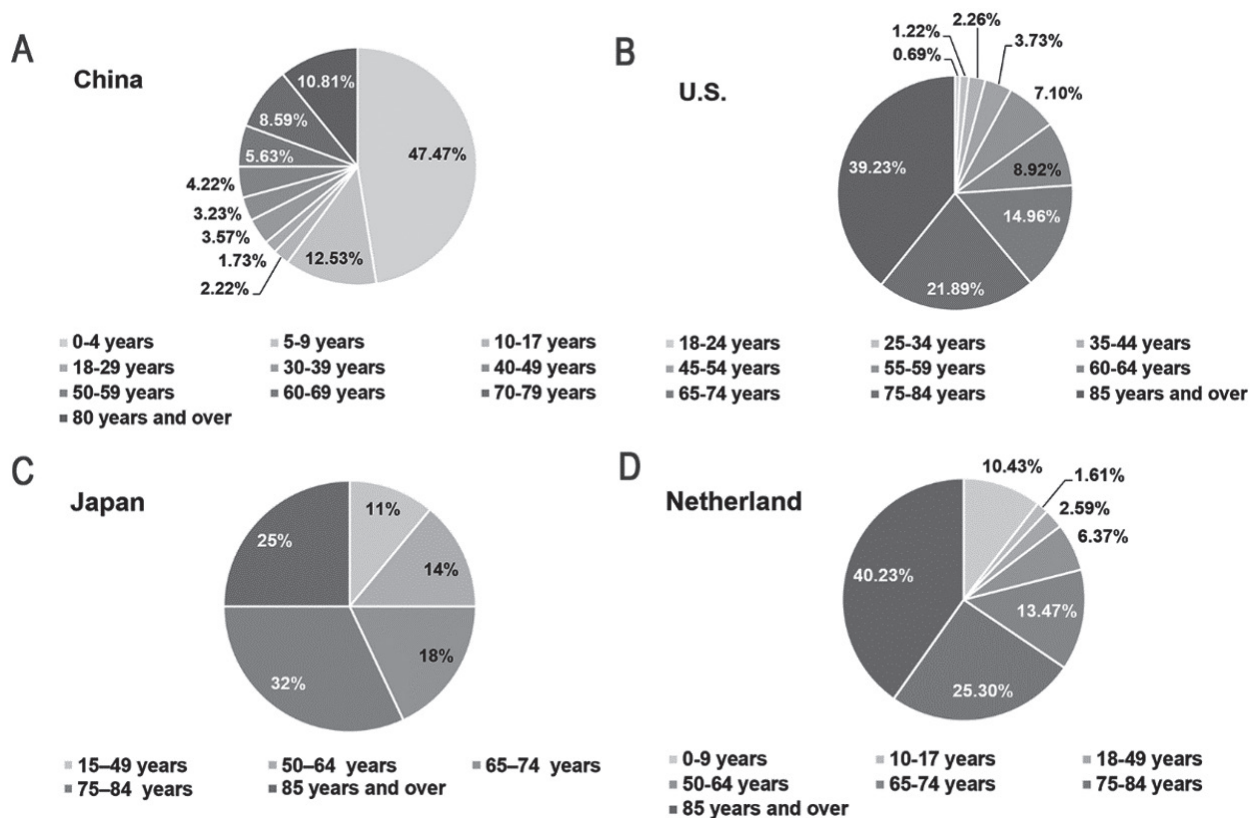 A
China
10.81%
8.59%
5.63%
4.22%
3.23%
3.57%
1.73%
2.22%
12.53%
47.47%
0-4 years 5-9 years 10-17 years
18-29 years 30-39 years 40-49 years
50-59 years 60-69 years 70-79 years
80 years and over
B
U.S.
0.69%
1.22%
2.26%
3.73%
7.10%
8.92%
14.96%
21.89%
39.23%
18-24 years 25-34 years 35-44 years
45-54 years 55-59 years 60-64 years
65-74 years 75-84 years 85 years and over
C
Japan
11%
14%
18%
32%
25%
15–49 years 50–64 years 65–74 years
75–84 years 85 years and over
D
Netherland
10.43%
1.61%
2.59%
6.37%
13.47%
25.30%
40.23%
0-9 years 10-17 years 18-49 years
50-64 years 65-74 years 75-84 years
85 years and over